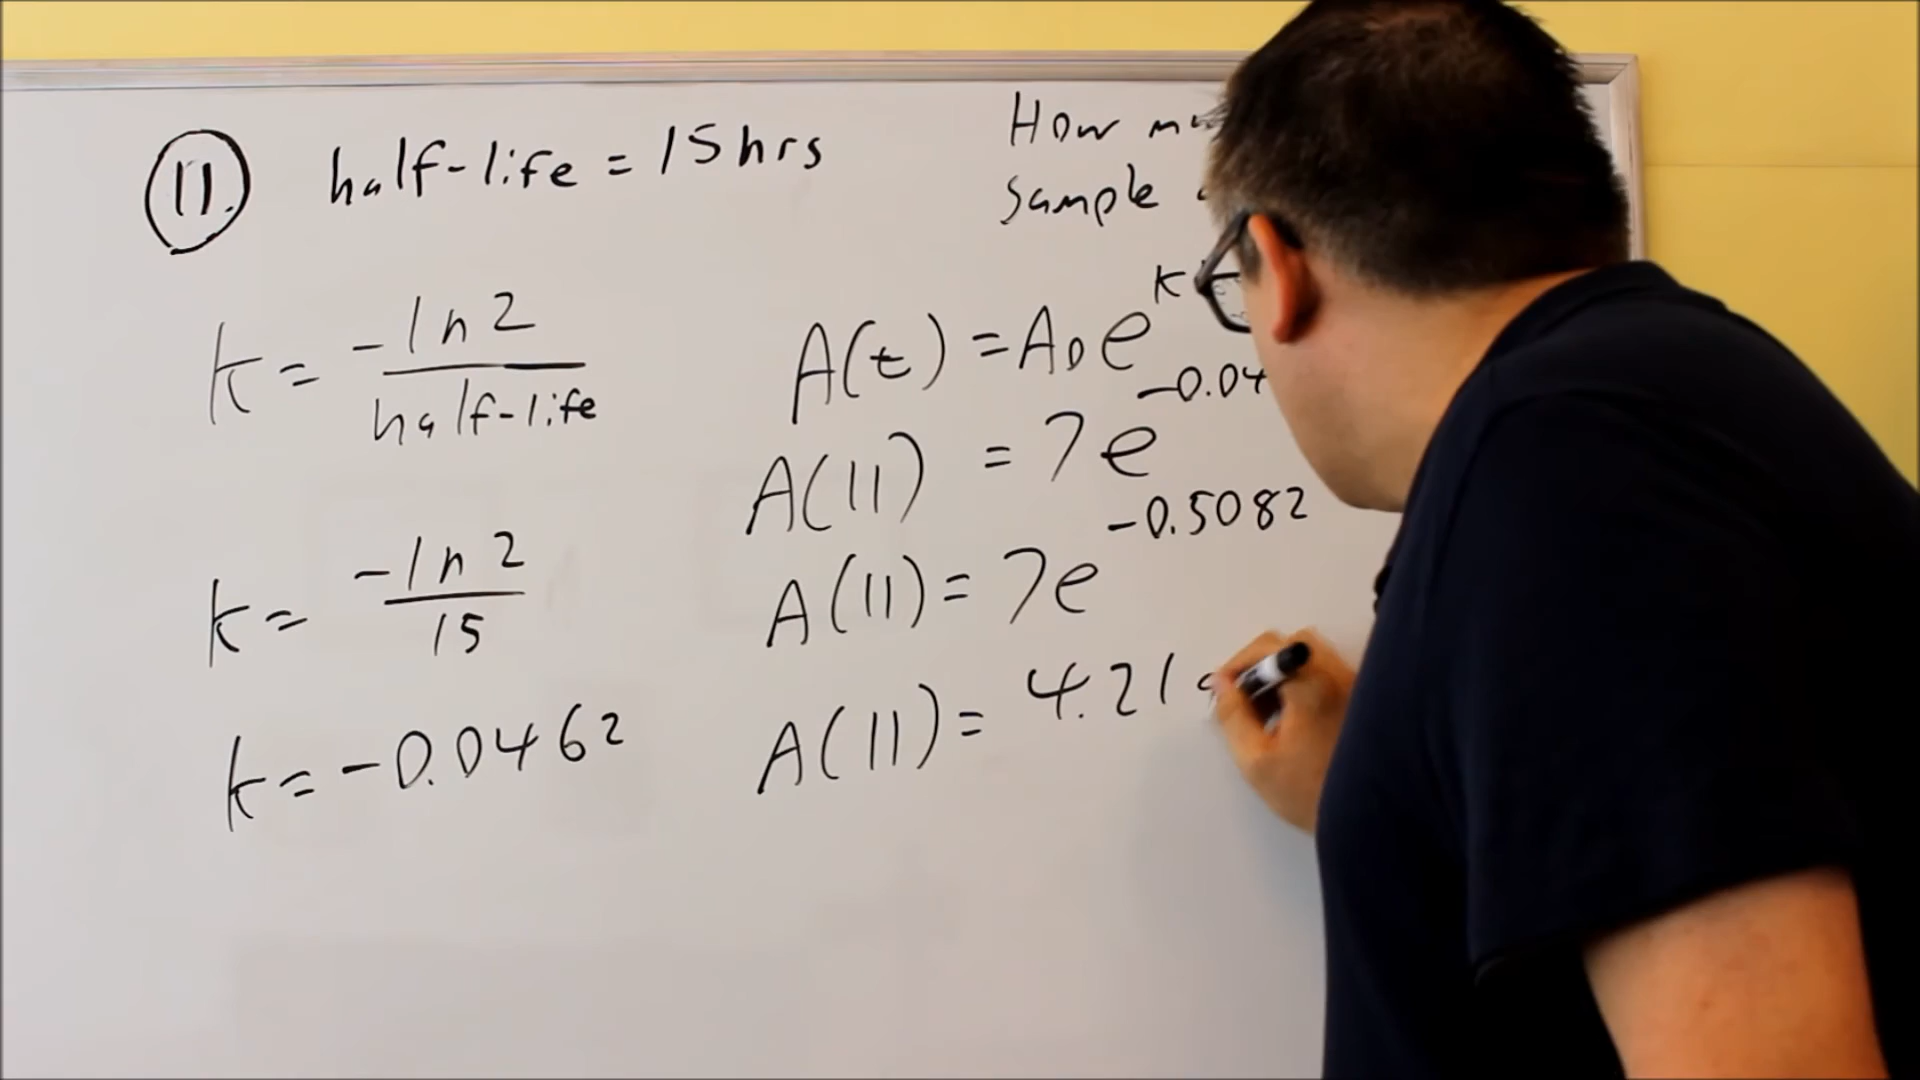 11. half-life = 15 hrs
How
Sample
k = -ln 2 / half-life
k = -ln 2 / 15
k = -0.0462
A(t) = A₀e^k
A(11) = 7e^-0.04
A(11) = 7e^-0.5082
A(11) = 4.21